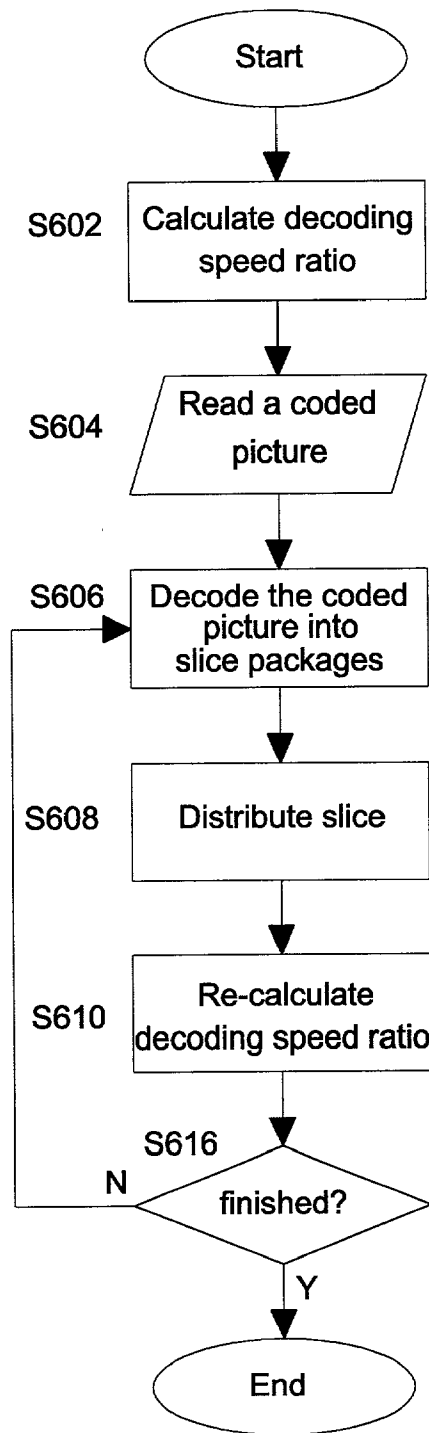 Start
S602
Calculate decoding
speed ratio
S604
Read a coded
picture
S606
Decode the coded
picture into
slice packages
S608
Distribute slice
S610
Re-calculate
decoding speed ratio
S616
N
finished?
Y
End